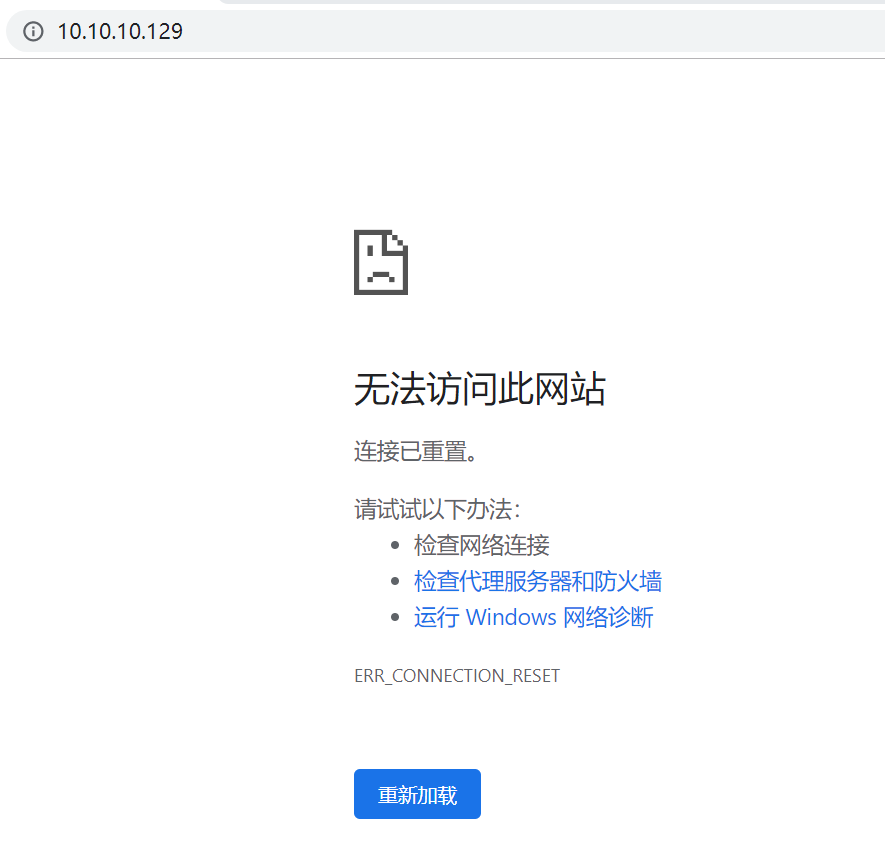 10.10.10.129
无法访问此网站
连接已重置。
请试试以下办法：
检查网络连接
检查代理服务器和防火墙
运行 Windows 网络诊断
ERR_CONNECTION_RESET
重新加载